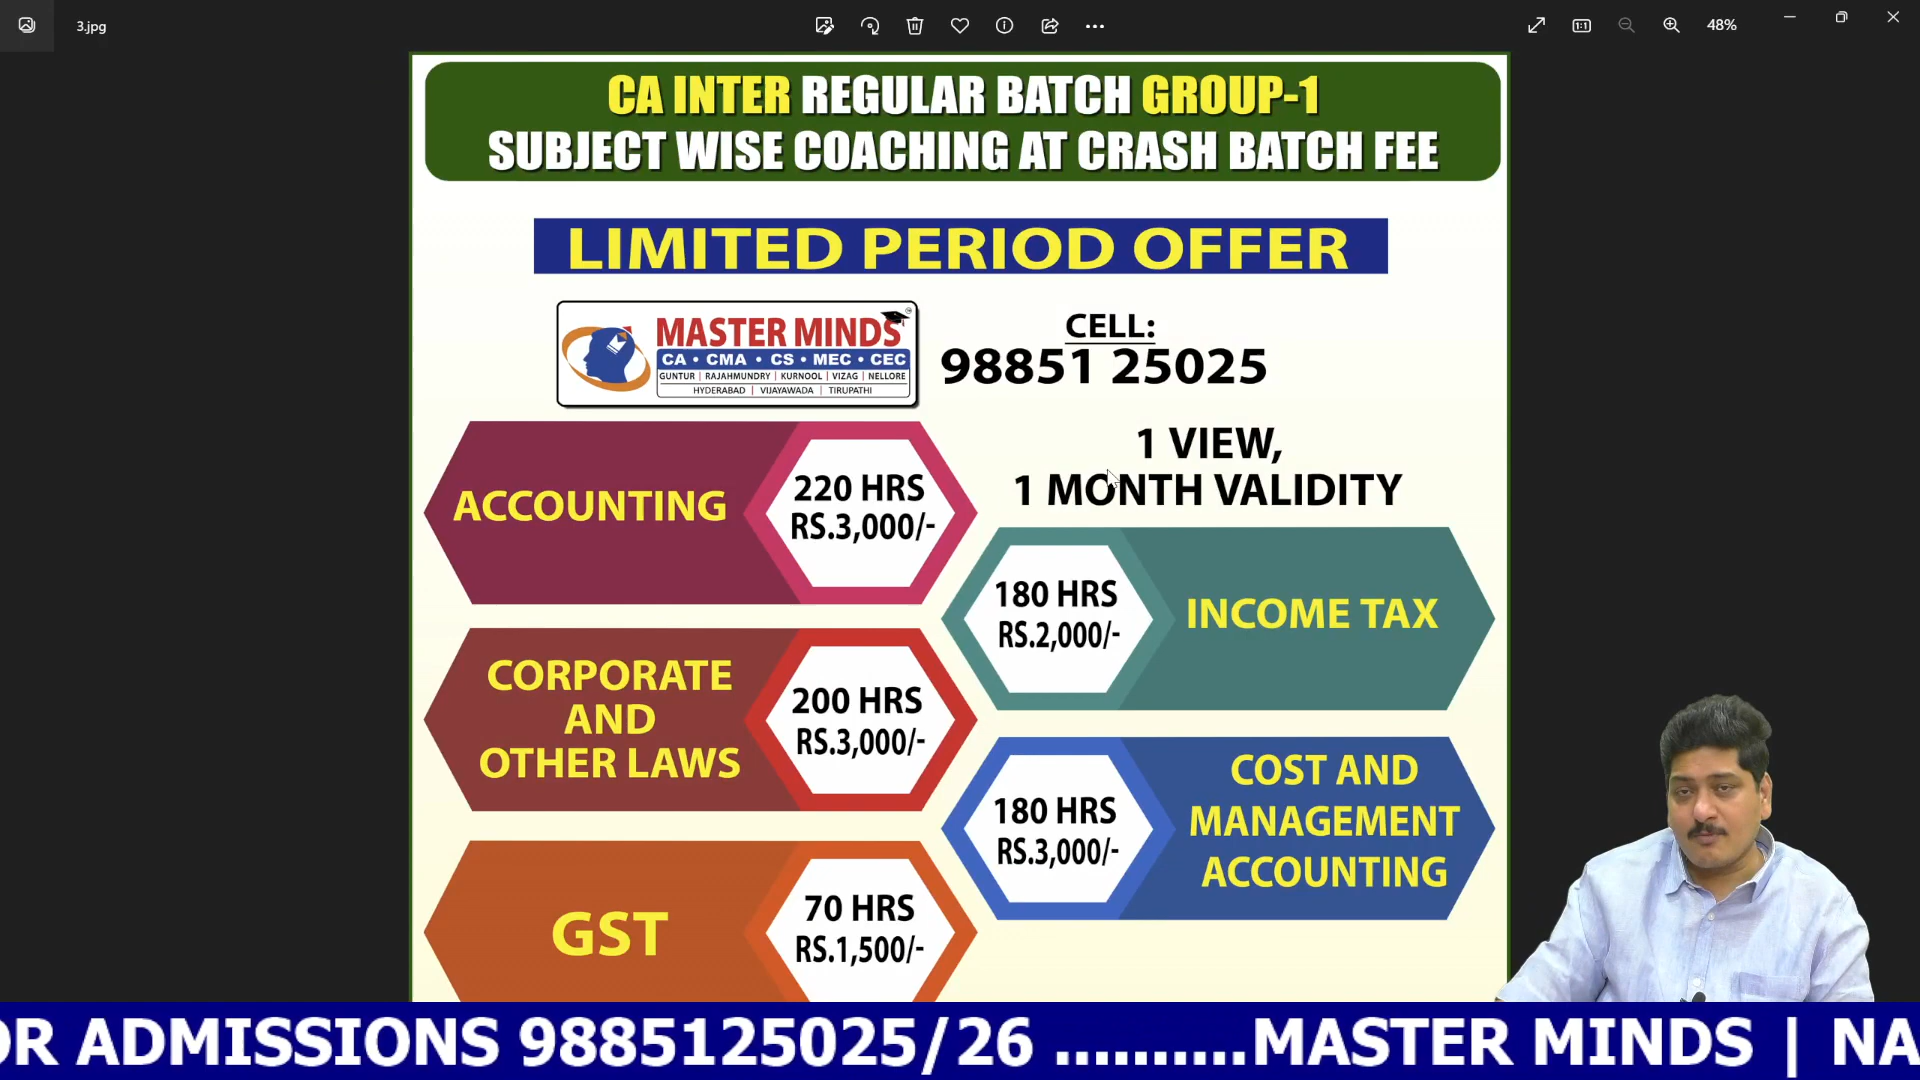 3.jpg
48%
CA INTER REGULAR BATCH GROUP-1
SUBJECT WISE COACHING AT CRASH BATCH FEE
LIMITED PERIOD OFFER
MASTER MINDS
CA • CMA • CS • MEC • CEC
GUNTUR | RAJAHMUNDRY | KURNOOL | VIZAG | NELLORE
HYDERABAD | VIJAYAWADA | TIRUPATHI
CELL:
98851 25025
1 VIEW,
1 MONTH VALIDITY
ACCOUNTING
220 HRS
RS.3,000/-
180 HRS
RS.2,000/-
INCOME TAX
CORPORATE
AND
OTHER LAWS
200 HRS
RS.3,000/-
180 HRS
RS.3,000/-
COST AND
MANAGEMENT
ACCOUNTING
GST
70 HRS
RS.1,500/-
OR ADMISSIONS 9885125025/26 ..........MASTER MINDS | NA